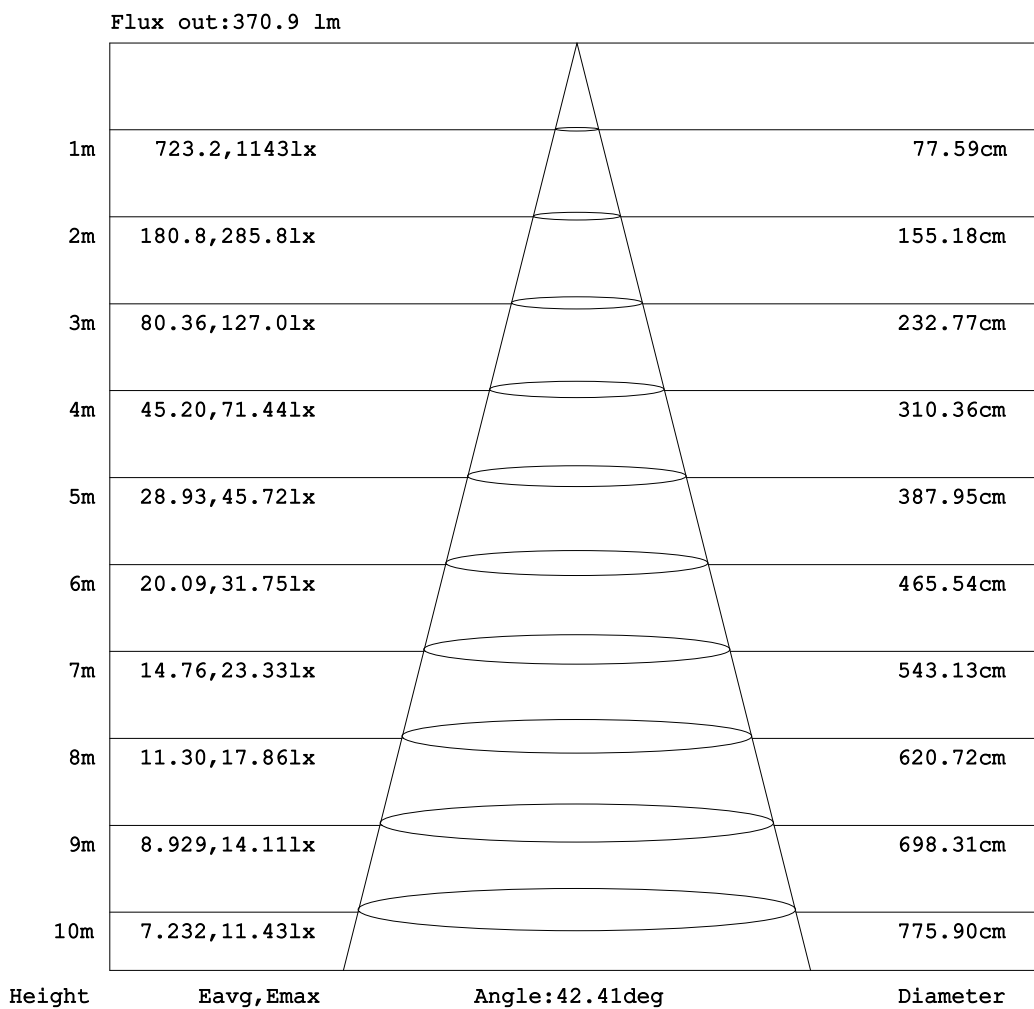 Flux out:370.9 lm
1m 723.2,1143lx 77.59cm
2m 180.8,285.8lx 155.18cm
3m 80.36,127.0lx 232.77cm
4m 45.20,71.44lx 310.36cm
5m 28.93,45.72lx 387.95cm
6m 20.09,31.75lx 465.54cm
7m 14.76,23.33lx 543.13cm
8m 11.30,17.86lx 620.72cm
9m 8.929,14.11lx 698.31cm
10m 7.232,11.43lx 775.90cm
Height Eavg,Emax Angle:42.41deg Diameter